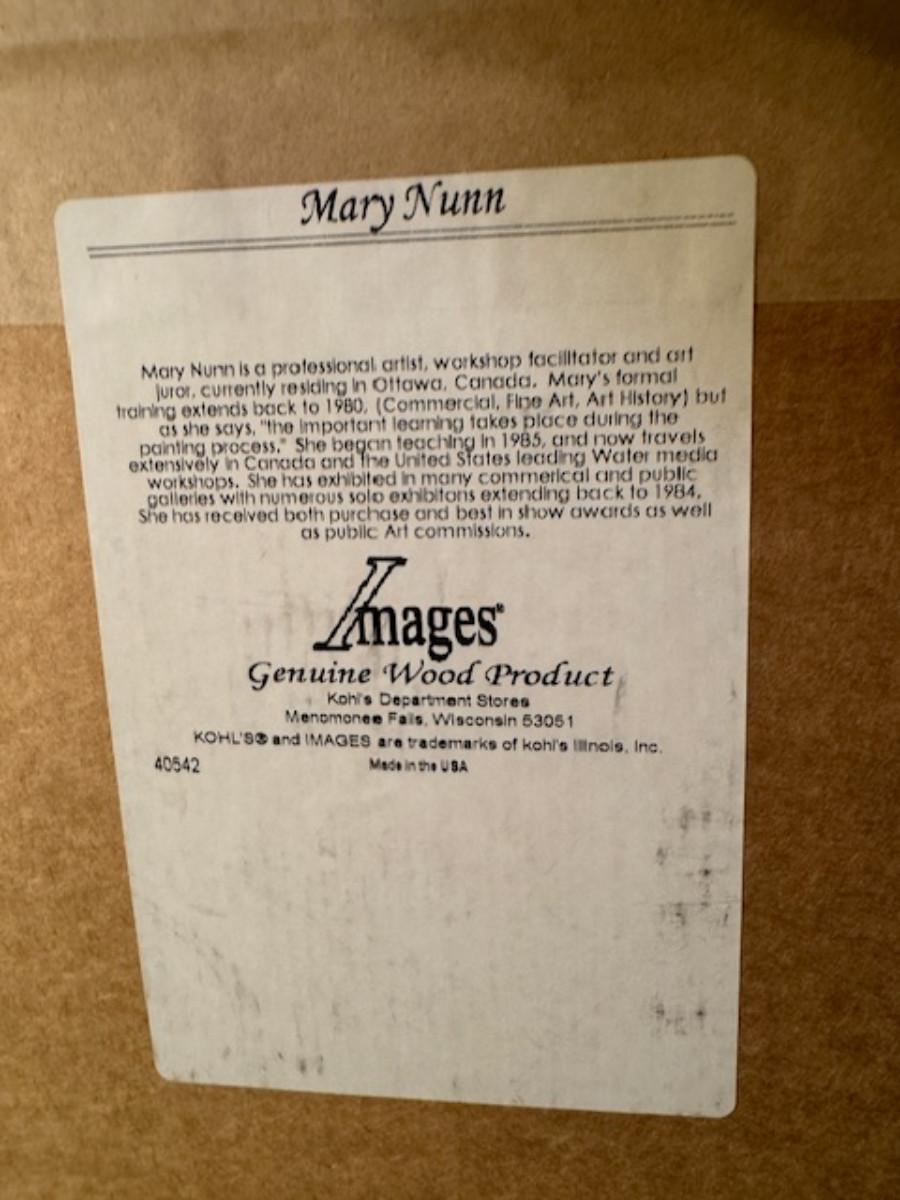 Mary Nunn
Mary Nunn is a professional artist, workshop facilitator and art
juror, currently residing in Ottawa, Canada. Mary's formal
training extends back to 1980, (Commercial, Fine Art, Art History) but
as she says, "the important learning takes place during the
painting process." She began teaching in 1985, and now travels
extensively in Canada and the United States leading Water media
workshops. She has exhibited in many commerical and public
galleries with numerous solo exhibitons extending back to 1984.
She has received both purchase and best in show awards as well
as public Art commissions.
Images®
Genuine Wood Product
Kohl's Department Stores
Menomonee Falls, Wisconsin 53051
KOHL'S® and IMAGES are trademarks of kohl's Illinois, Inc.
40542 Made in the USA